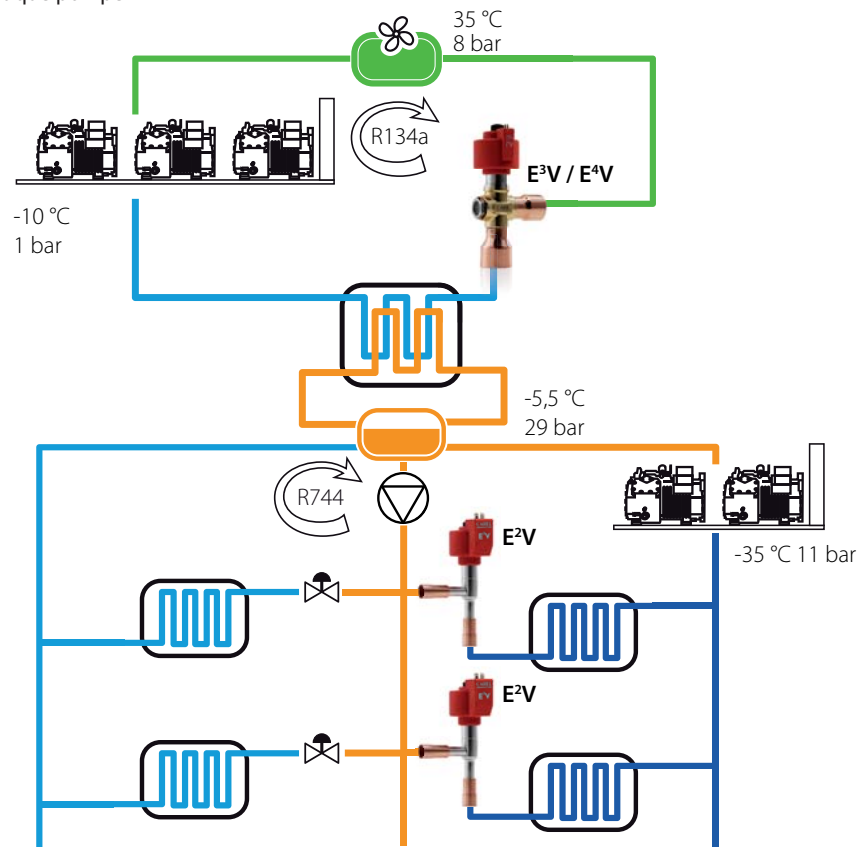 35 °C
8 bar
R134a
E³V / E⁴V
-10 °C
1 bar
-5,5 °C
29 bar
R744
E²V
-35 °C 11 bar
E²V